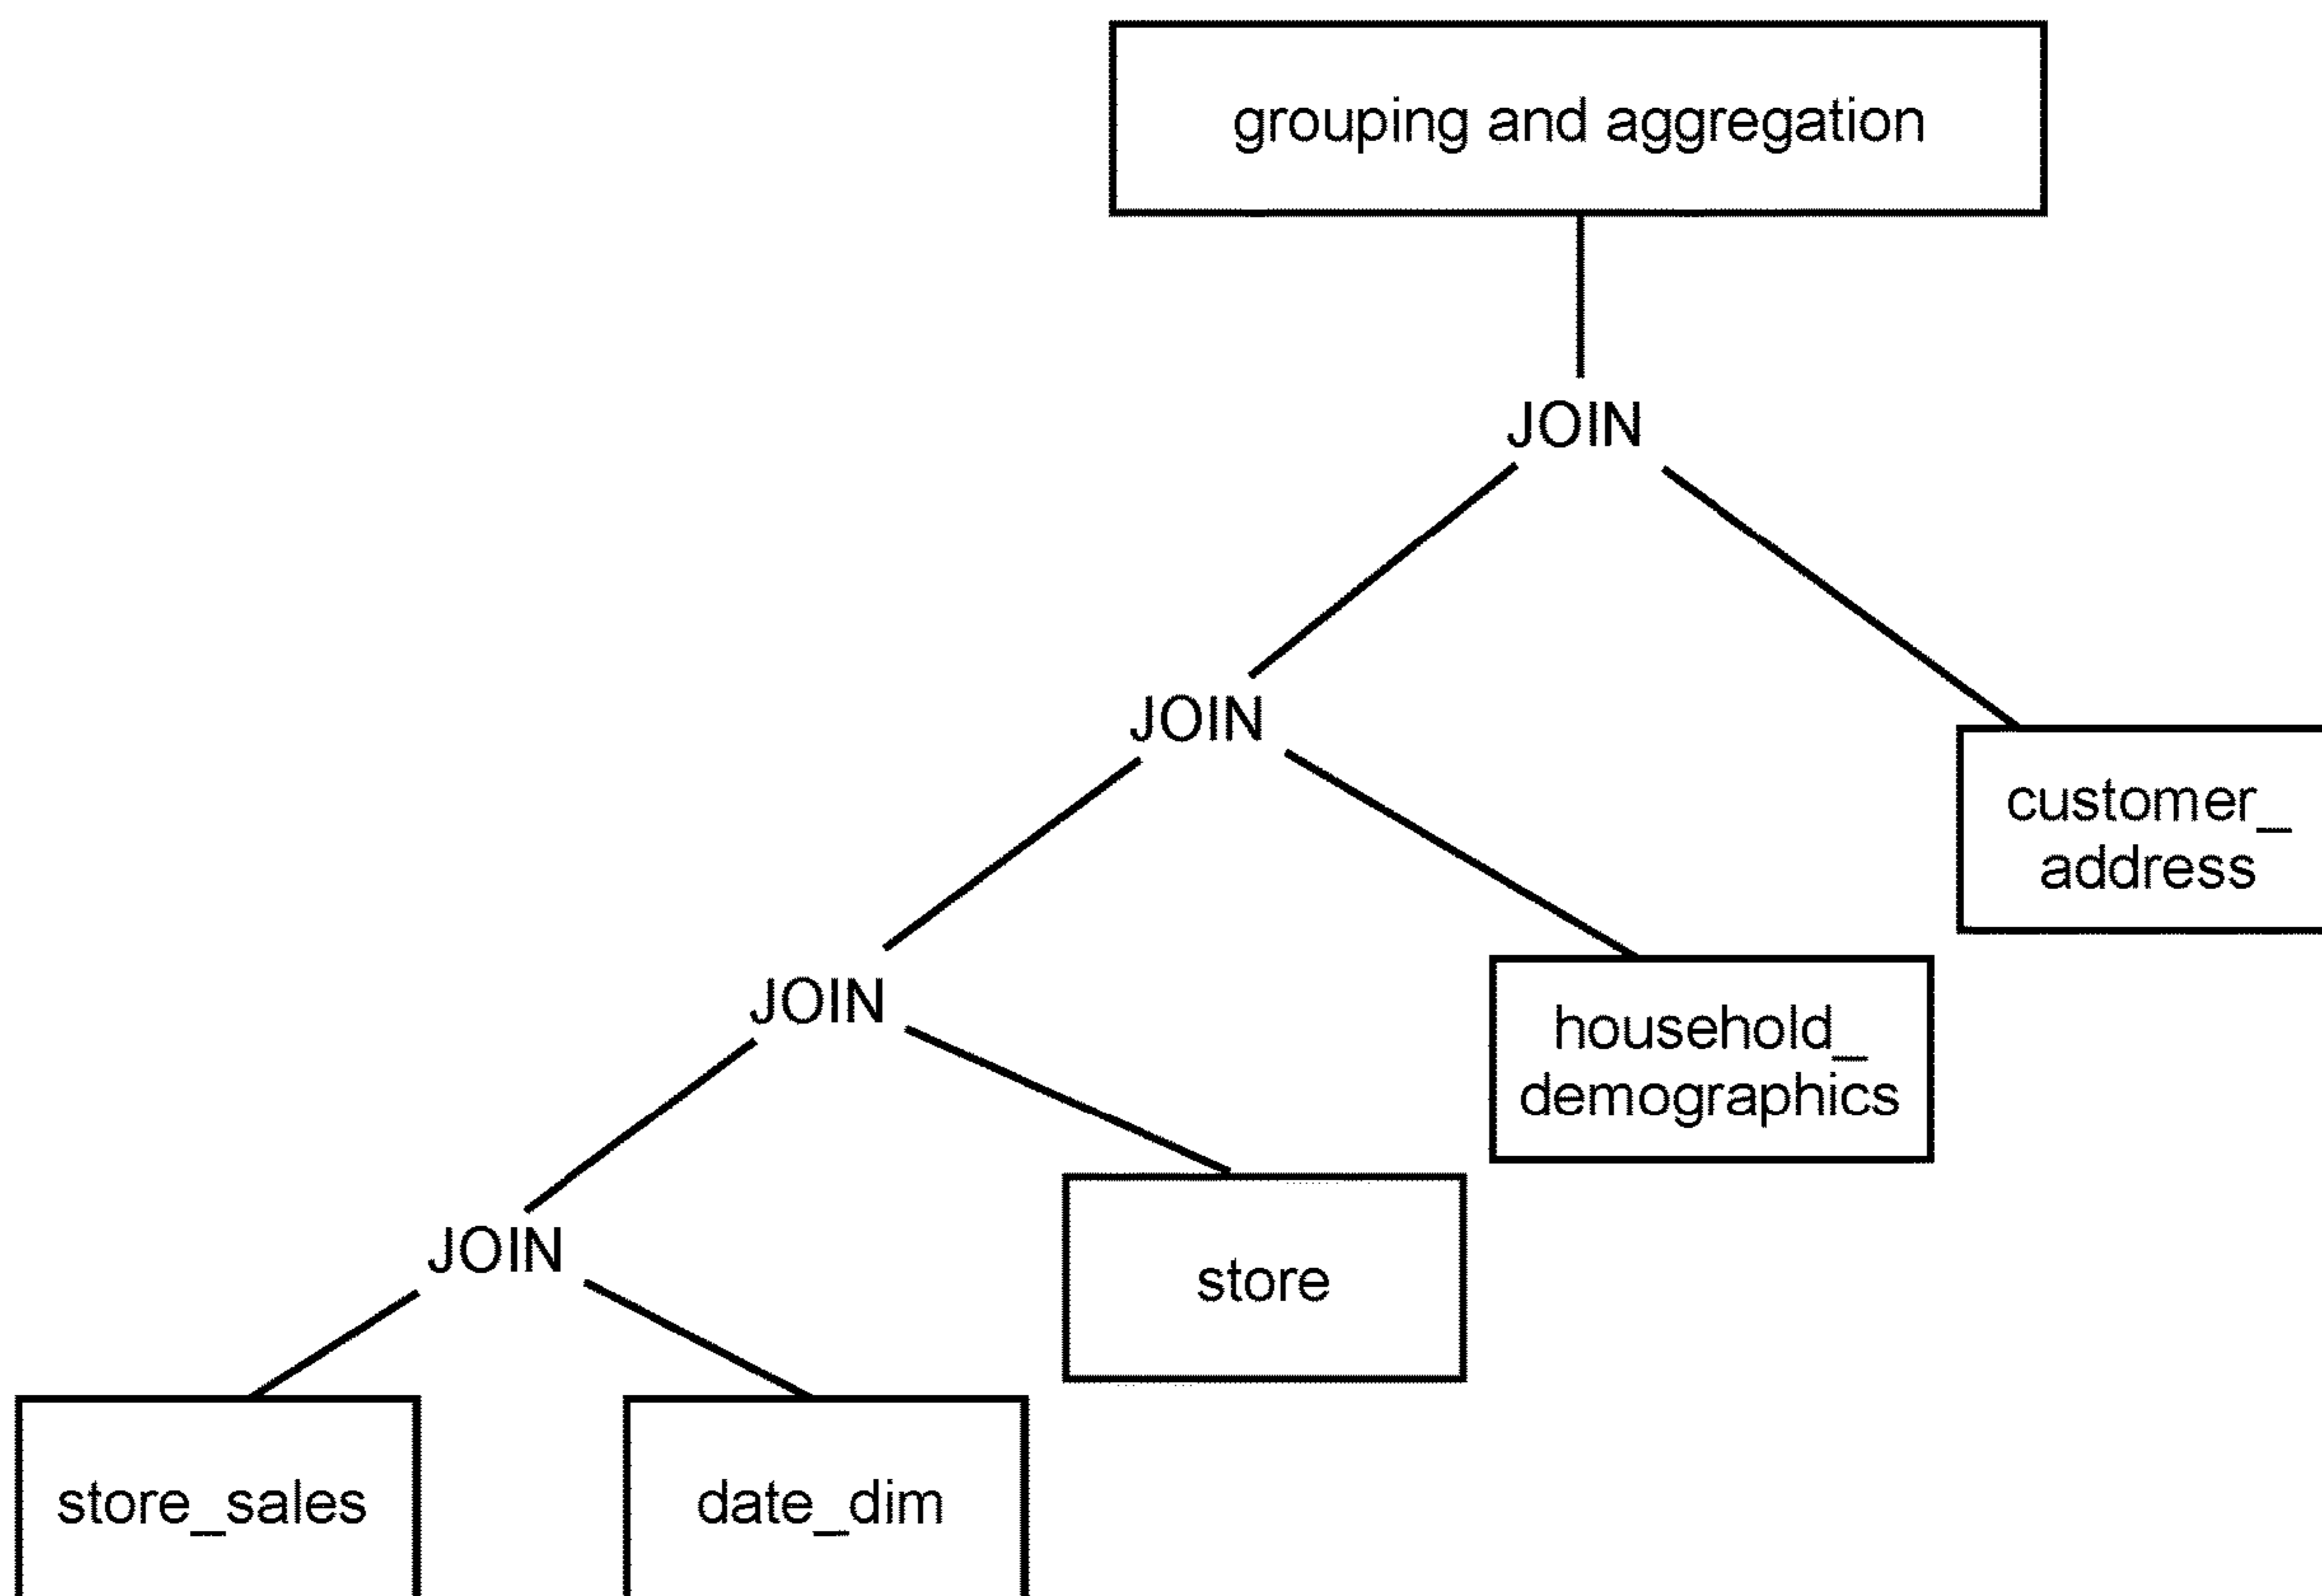 grouping and aggregation
JOIN
JOIN
customer_
address
JOIN
household_
demographics
JOIN
store
store_sales
date_dim